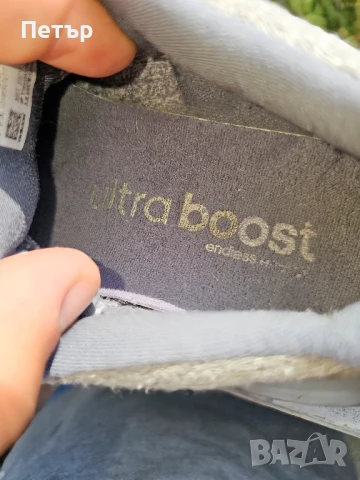 Петър
ultra boost
endless
BAZAR